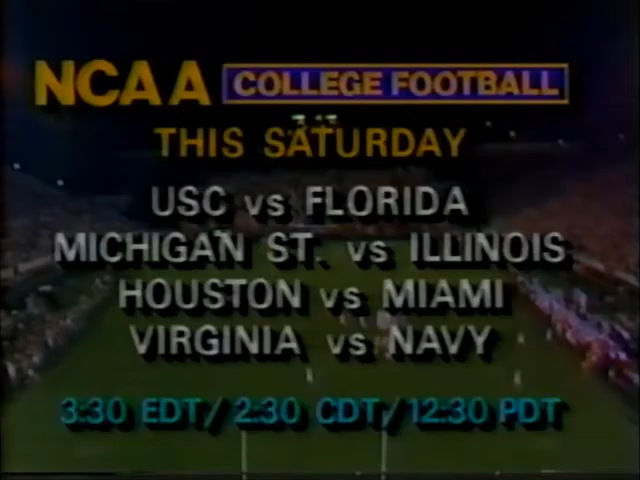 NCAA COLLEGE FOOTBALL
THIS SATURDAY
USC vs FLORIDA
MICHIGAN ST. vs ILLINOIS
HOUSTON vs MIAMI
VIRGINIA vs NAVY
3:30 EDT/2:30 CDT/12:30 PDT